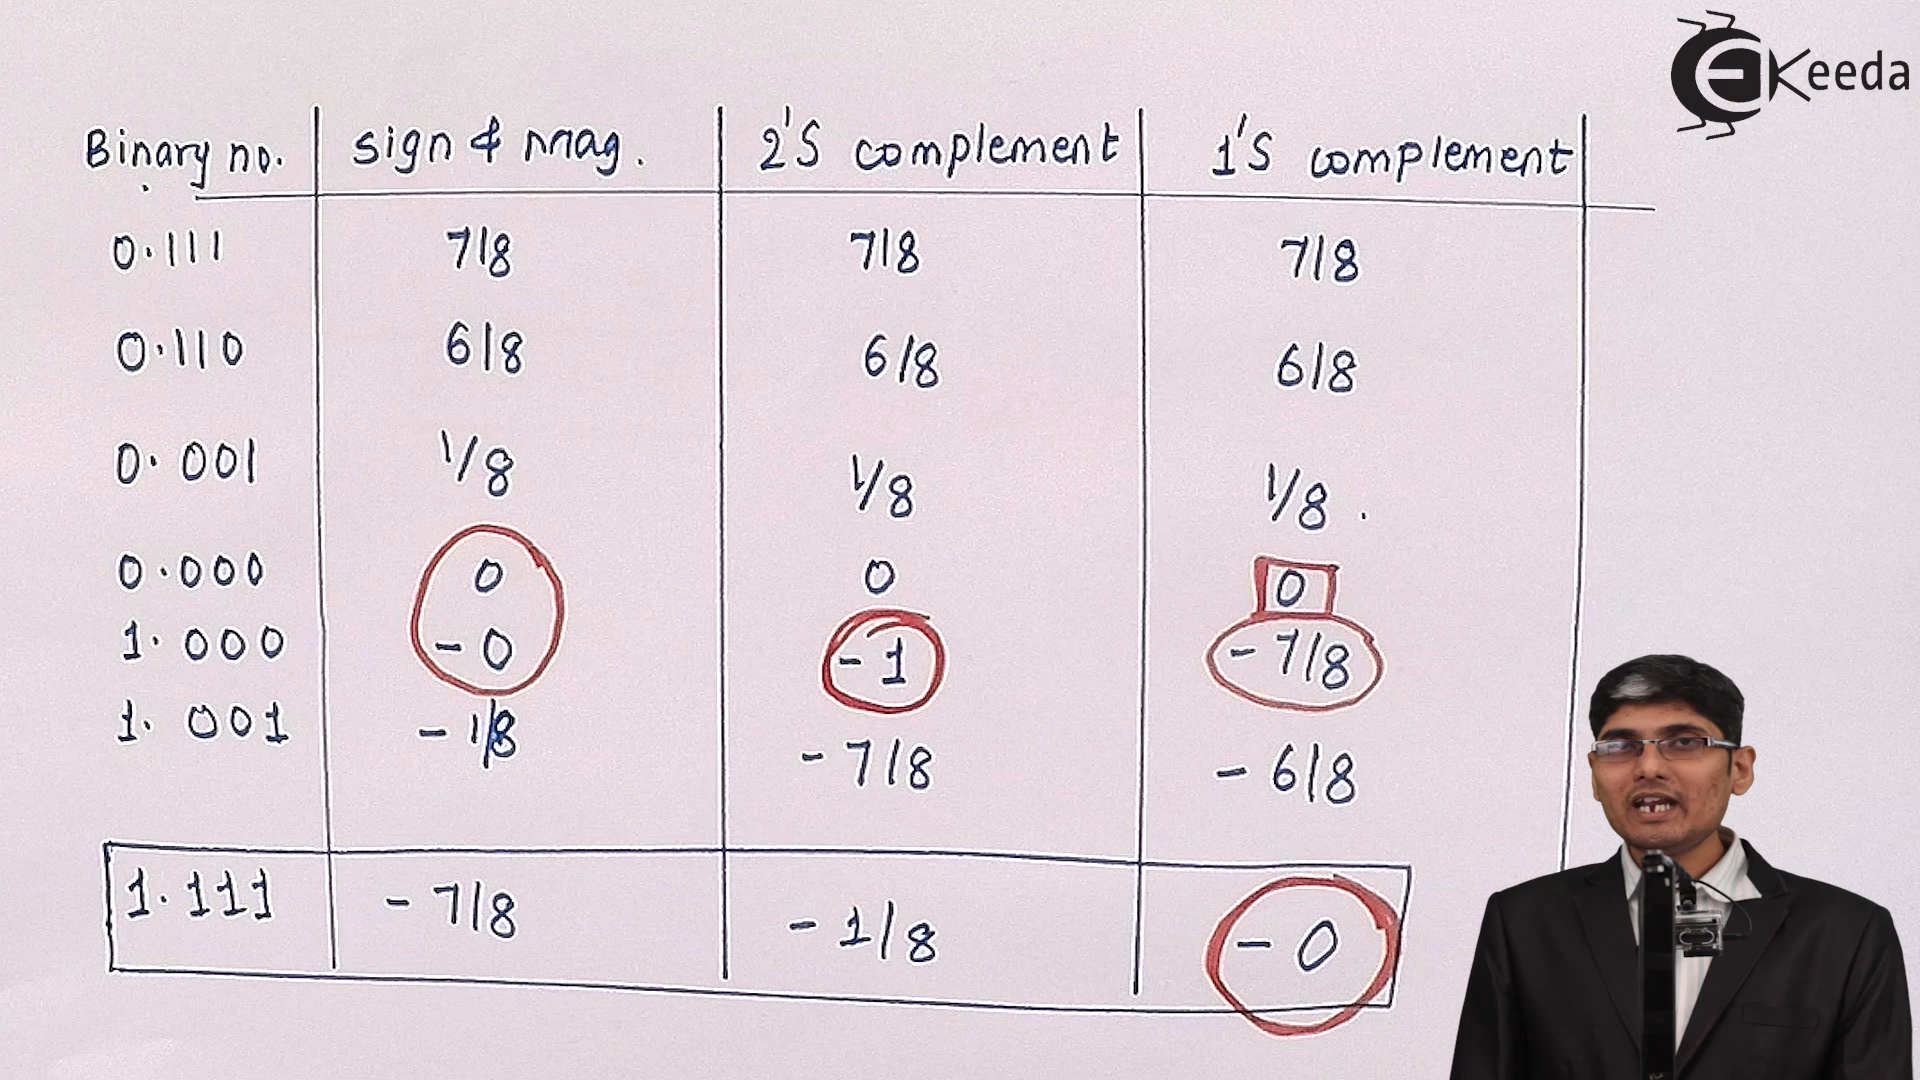 EKeeda
Binary no. sign & mag. 2'S complement 1'S complement
0.111 7/8 7/8 7/8
0.110 6/8 6/8 6/8
0.001 1/8 1/8 1/8
0.000 0 0 0
1.000 -0 -1 -7/8
1.001 -1/8 -7/8 -6/8
1.111 -7/8 -1/8 -0